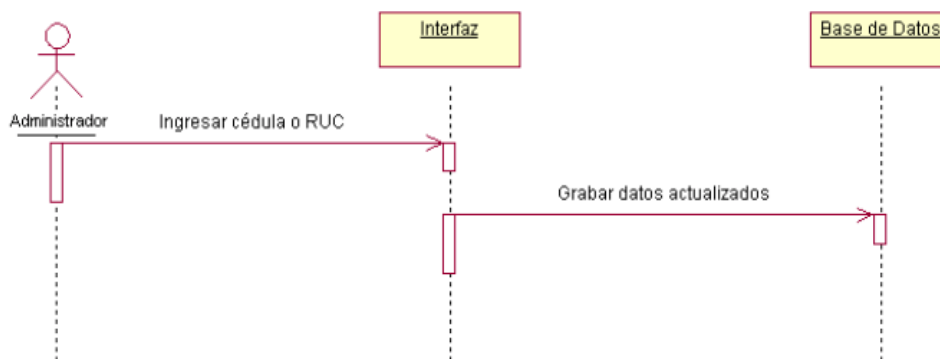 Interfaz
Base de Datos
Administrador
Ingresar cédula o RUC
Grabar datos actualizados